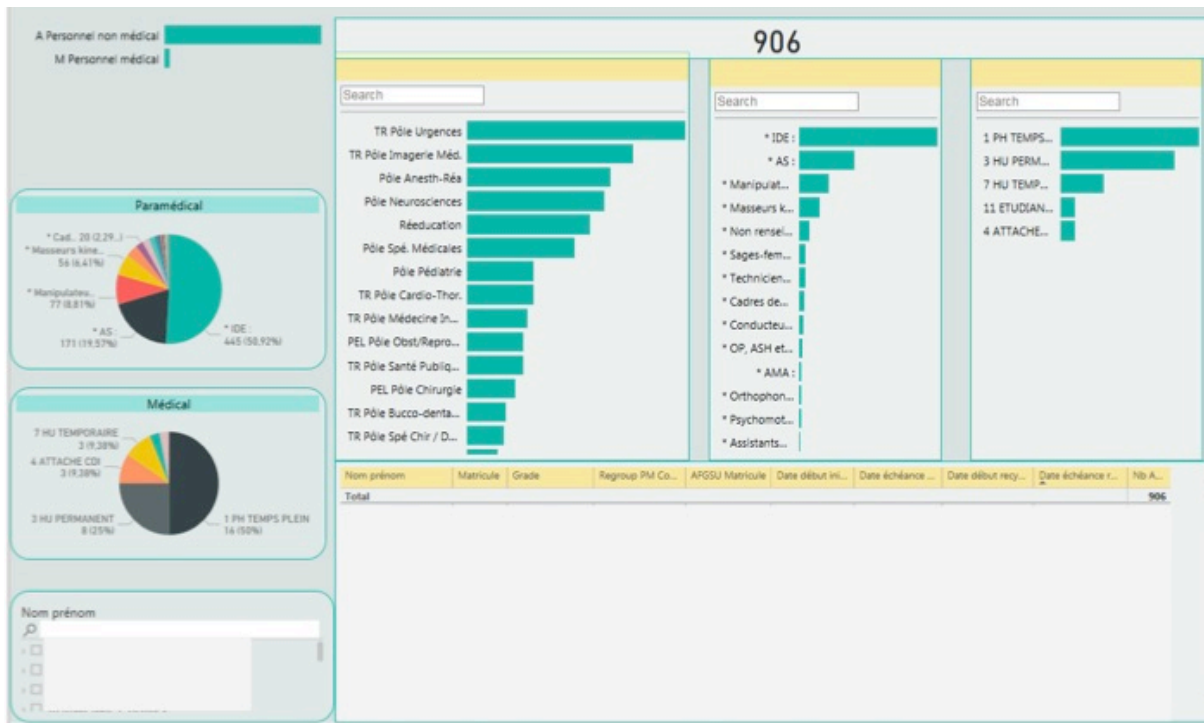 A Personnel non médical
M Personnel médical
906
Search
TR Pôle Urgences
TR Pôle Imagerie Méd.
Pôle Anesth-Réa
Pôle Neurosciences
Réeducation
Pôle Spé. Médicales
Pôle Pédiatrie
TR Pôle Cardio-Thor.
TR Pôle Médecine In...
PEL Pôle Obst/Repro...
TR Pôle Santé Publiq...
PEL Pôle Chirurgie
TR Pôle Bucco-denta...
TR Pôle Spé Chir / D...
Search
* IDE :
* AS :
* Manipulat...
* Masseurs k...
* Non rensei...
* Sages-fem...
* Technicien...
* Cadres de...
* Conducteu...
* OP, ASH et...
* AMA :
* Orthophon...
* Psychomot...
* Assistants...
Search
1 PH TEMPS...
3 HU PERM...
7 HU TEMP...
11 ETUDIAN...
4 ATTACHE...
Paramédical
* Cad... 20 (2,29...)
* Masseurs kine...
56 (6,41%)
* Manipulateu...
77 (8,81%)
* AS :
171 (19,57%)
* IDE :
445 (50,92%)
Médical
7 HU TEMPORAIRE
3 (9,38%)
4 ATTACHE CDI
3 (9,38%)
3 HU PERMANENT
8 (25%)
1 PH TEMPS PLEIN
16 (50%)
Nom prénom
Nom prénom Matricule Grade Regroup PM Co... AFGSU Matricule Date début ini... Date échéance ... Date début recy... Date échéance r... Nb A...
Total 906